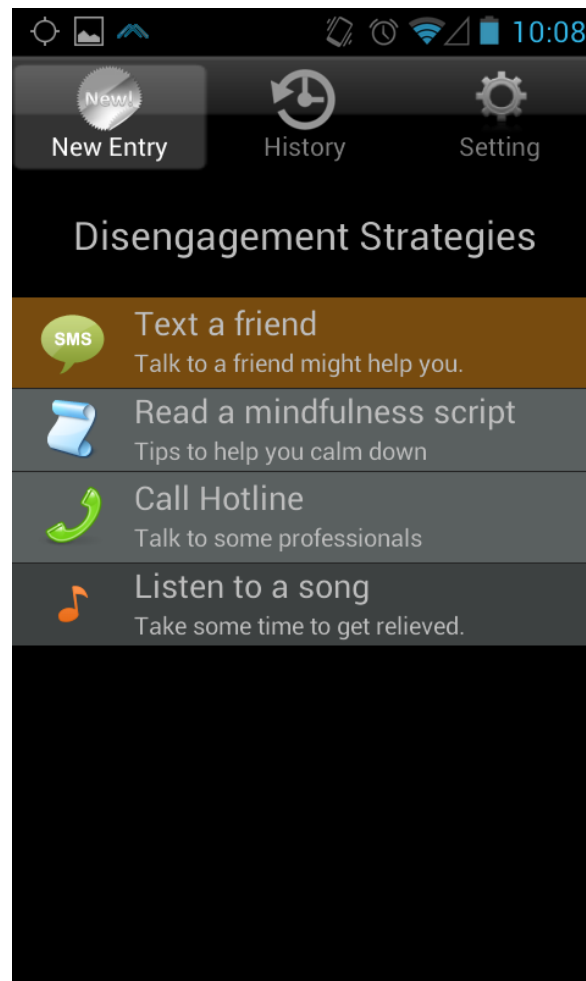 10:08
New!
New Entry
History
Setting
Disengagement Strategies
SMS
Text a friend
Talk to a friend might help you.
Read a mindfulness script
Tips to help you calm down
Call Hotline
Talk to some professionals
Listen to a song
Take some time to get relieved.